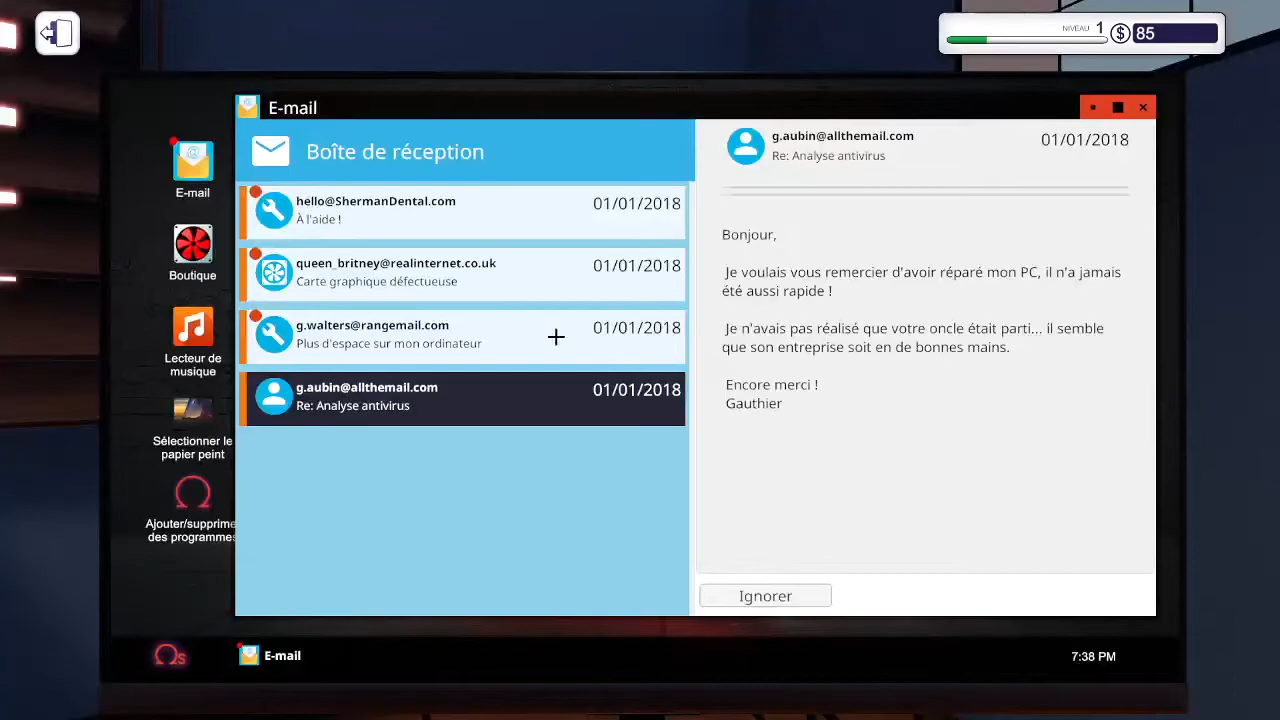 NIVEAU 1 $ 85
E-mail
Boîte de réception
hello@ShermanDental.com 01/01/2018
À l'aide !
queen_britney@realinternet.co.uk 01/01/2018
Carte graphique défectueuse
g.walters@rangemail.com 01/01/2018
Plus d'espace sur mon ordinateur
g.aubin@allthemail.com 01/01/2018
Re: Analyse antivirus
g.aubin@allthemail.com 01/01/2018
Re: Analyse antivirus
Bonjour,
Je voulais vous remercier d'avoir réparé mon PC, il n'a jamais
été aussi rapide !
Je n'avais pas réalisé que votre oncle était parti... il semble
que son entreprise soit en de bonnes mains.
Encore merci !
Gauthier
Ignorer
E-mail
Boutique
Lecteur de
musique
Sélectionner le
papier peint
Ajouter/supprime
des programmes
Ωs
E-mail
7:38 PM